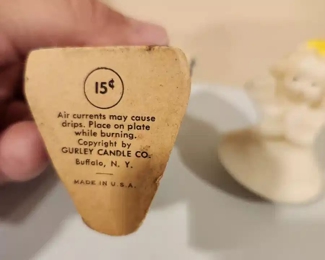 15¢
Air currents may cause
drips. Place on plate
while burning.
Copyright by
GURLEY CANDLE CO.
Buffalo, N. Y.
MADE IN U.S.A.